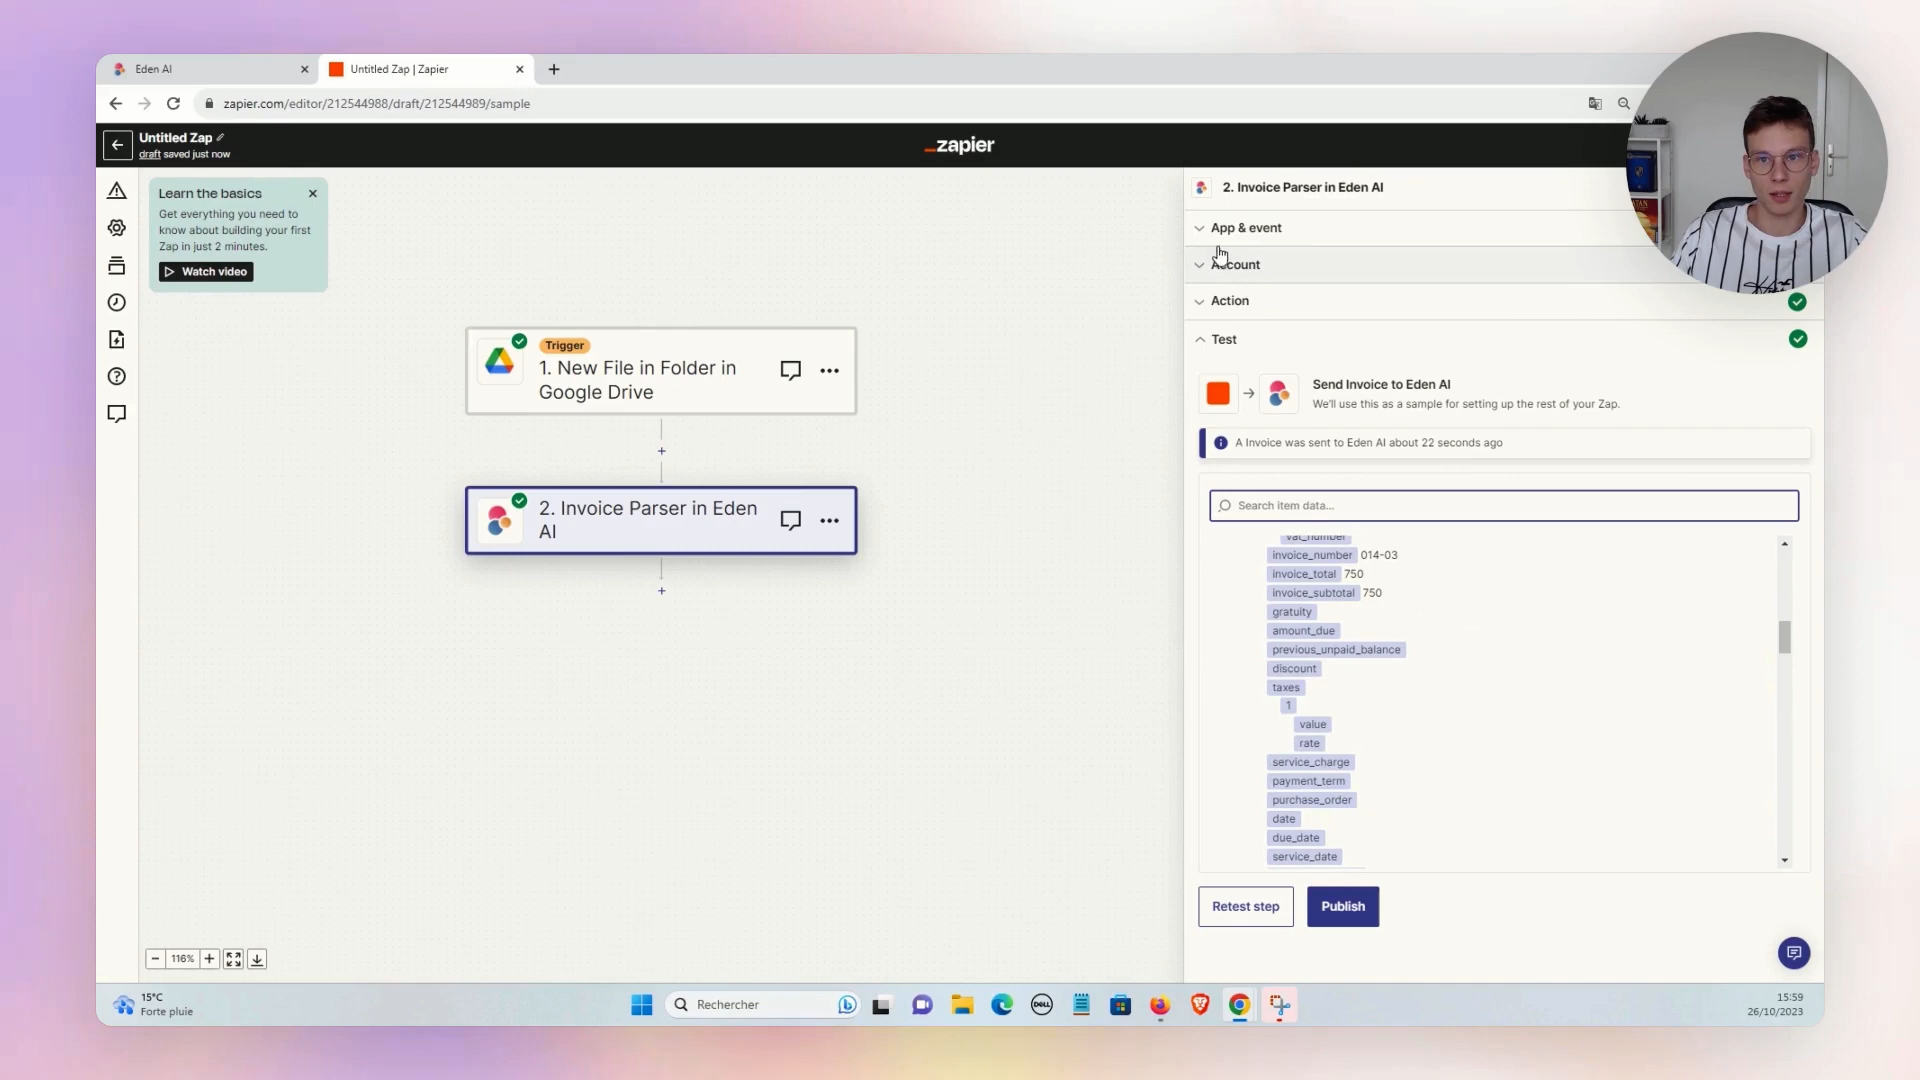 Eden AI
Untitled Zap | Zapier
zapier.com/editor/212544988/draft/212544989/sample
Untitled Zap
draft saved just now
_zapier
Learn the basics
Get everything you need to
know about building your first
Zap in just 2 minutes.
Watch video
Trigger
1. New File in Folder in
Google Drive
2. Invoice Parser in Eden
AI
116%
2. Invoice Parser in Eden AI
App & event
Account
Action
Test
Send Invoice to Eden AI
We'll use this as a sample for setting up the rest of your Zap.
A Invoice was sent to Eden AI about 22 seconds ago
Search item data...
vat_number
invoice_number 014-03
invoice_total 750
invoice_subtotal 750
gratuity
amount_due
previous_unpaid_balance
discount
taxes
1
value
rate
service_charge
payment_term
purchase_order
date
due_date
service_date
Retest step
Publish
15°C
Forte pluie
Rechercher
DELL
15:59
26/10/2023